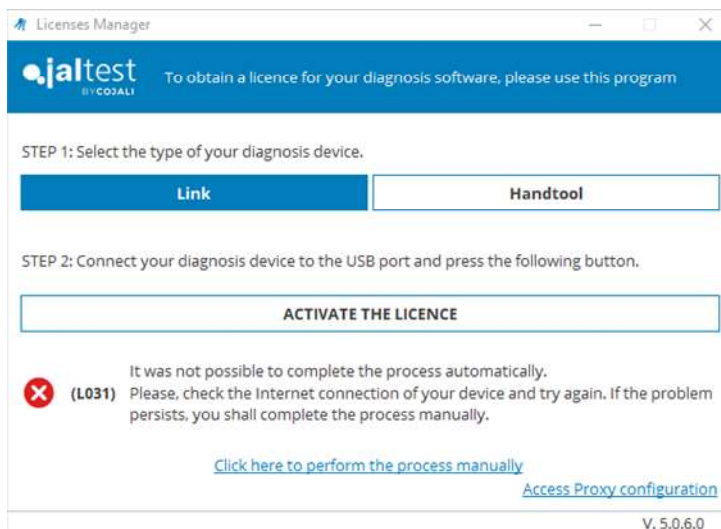 Licenses Manager
jaltest
BY COJALI
To obtain a licence for your diagnosis software, please use this program
STEP 1: Select the type of your diagnosis device.
Link
Handtool
STEP 2: Connect your diagnosis device to the USB port and press the following button.
ACTIVATE THE LICENCE
It was not possible to complete the process automatically.
(L031) Please, check the Internet connection of your device and try again. If the problem
persists, you shall complete the process manually.
Click here to perform the process manually
Access Proxy configuration
V. 5.0.6.0